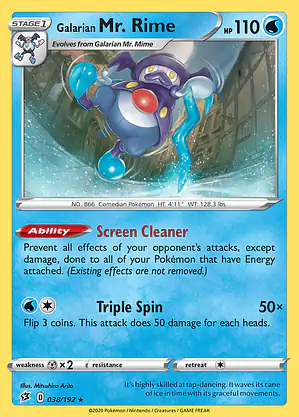 STAGE 1
Galarian Mr. Rime HP 110
Evolves from Galarian Mr. Mime
NO. 866 Comedian Pokémon HT: 4'11" WT: 128.3 lbs.
Ability Screen Cleaner
Prevent all effects of your opponent's attacks, except
damage, done to all of your Pokémon that have Energy
attached. (Existing effects are not removed.)
Triple Spin 50×
Flip 3 coins. This attack does 50 damage for each heads.
weakness ×2 resistance retreat
Illus. Mitsuhiro Arita
It's highly skilled at tap-dancing. It waves its cane
of ice in time with its graceful movements.
D 038/192 ★
©2020 Pokémon / Nintendo / Creatures / GAME FREAK